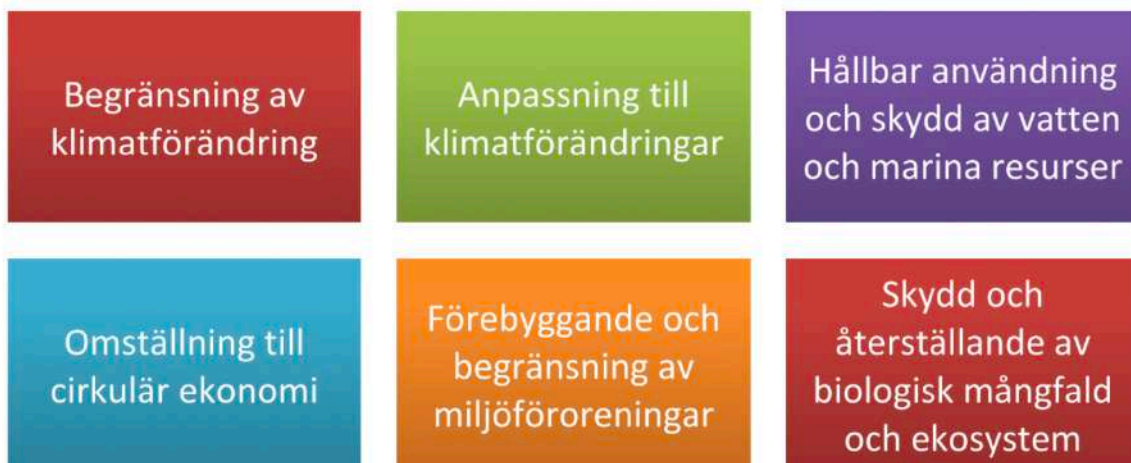 Begränsning av
klimatförändring
Anpassning till
klimatförändringar
Hållbar användning
och skydd av vatten
och marina resurser
Omställning till
cirkulär ekonomi
Förebyggande och
begränsning av
miljöföroreningar
Skydd och
återställande av
biologisk mångfald
och ekosystem